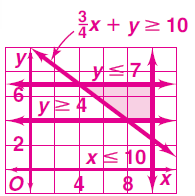 3/4x + y ≥ 10
y
y ≤ 7
6
y ≥ 4
2
x ≤ 10
O 4 8 x